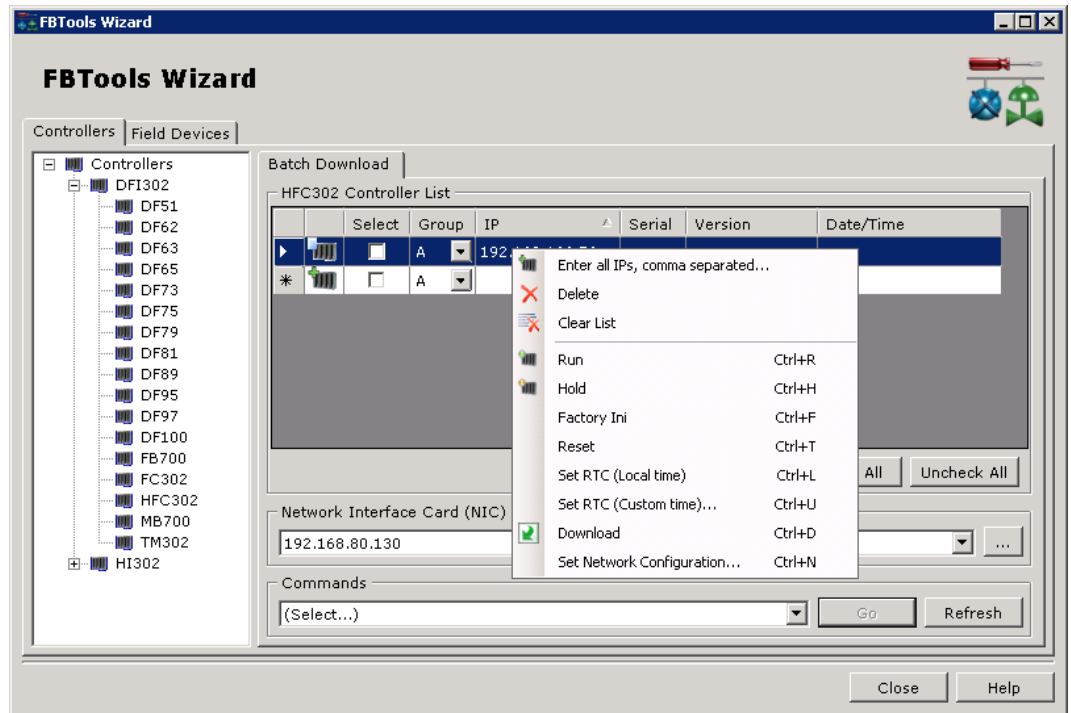 FBTools Wizard
FBTools Wizard
Controllers
Field Devices
Controllers
DFI302
DF51
DF62
DF63
DF65
DF73
DF75
DF79
DF81
DF89
DF95
DF97
DF100
FB700
FC302
HFC302
MB700
TM302
HI302
Batch Download
HFC302 Controller List
Select Group IP Serial Version Date/Time
A
A
Enter all IPs, comma separated...
Delete
Clear List
Run Ctrl+R
Hold Ctrl+H
Factory Ini Ctrl+F
Reset Ctrl+T
Set RTC (Local time) Ctrl+L
Set RTC (Custom time)... Ctrl+U
Download Ctrl+D
Set Network Configuration... Ctrl+N
All Uncheck All
Network Interface Card (NIC)
192.168.80.130 ...
Commands
(Select...) Go Refresh
Close Help